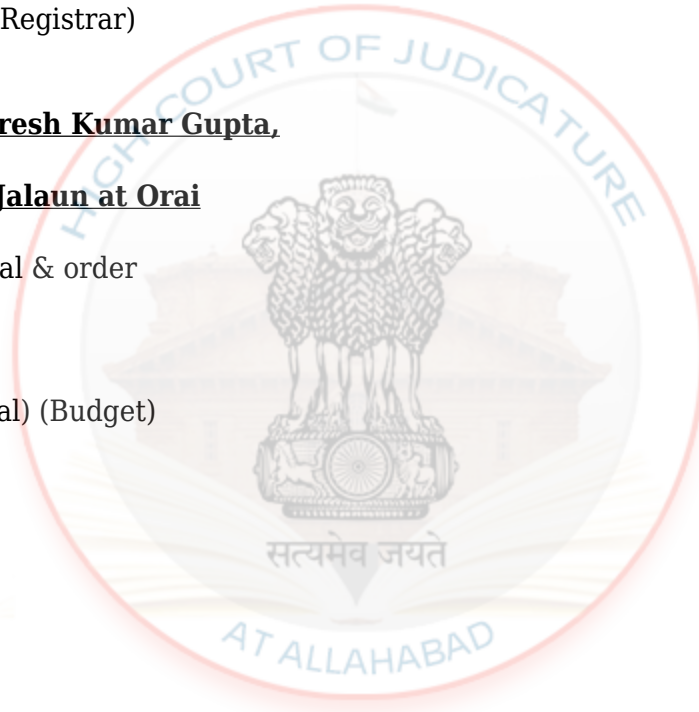 Registrar)
HIGH COURT OF JUDICATURE
resh Kumar Gupta,
Jalaun at Orai
al & order
al) (Budget)
सत्यमेव जयते
AT ALLAHABAD